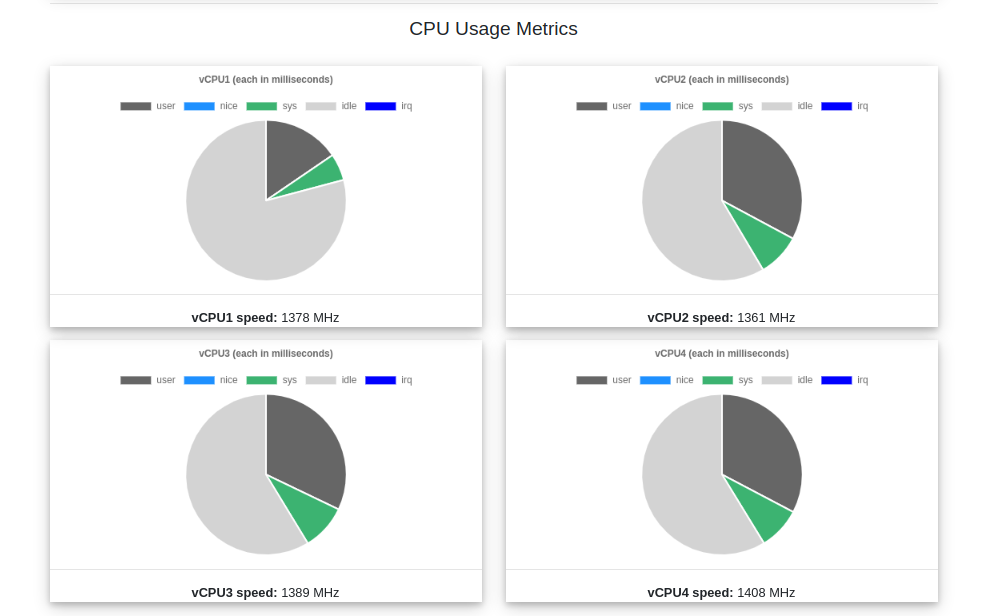 CPU Usage Metrics
vCPU1 (each in milliseconds)
user nice sys idle irq
vCPU1 speed: 1378 MHz
vCPU2 (each in milliseconds)
user nice sys idle irq
vCPU2 speed: 1361 MHz
vCPU3 (each in milliseconds)
user nice sys idle irq
vCPU3 speed: 1389 MHz
vCPU4 (each in milliseconds)
user nice sys idle irq
vCPU4 speed: 1408 MHz